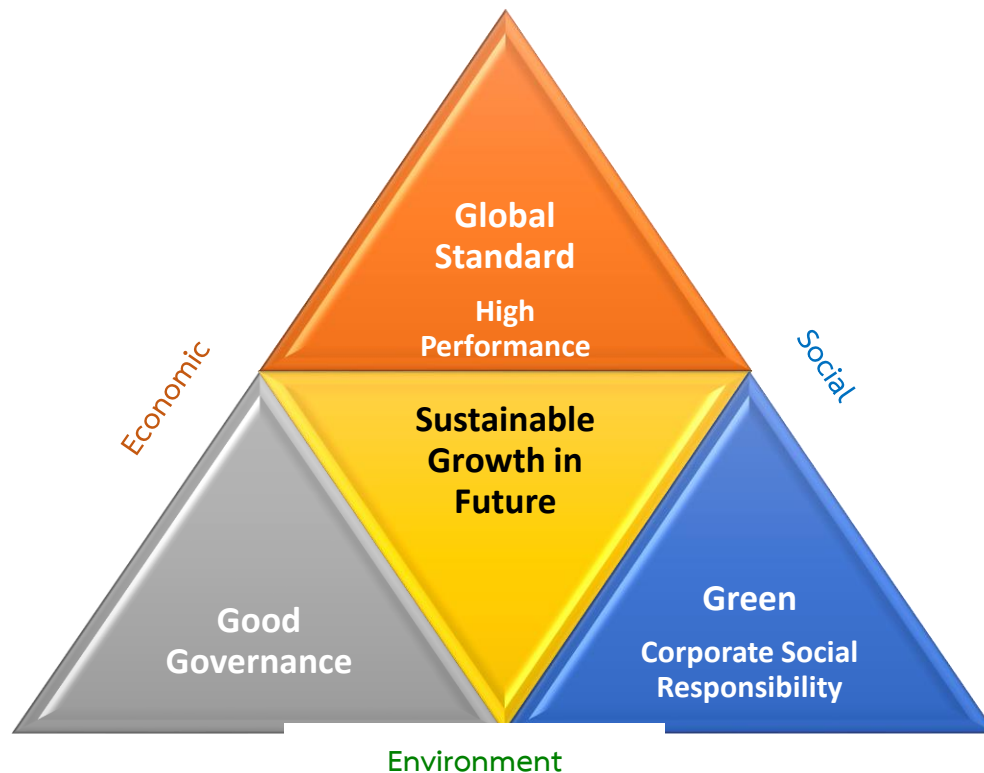 Global
Standard
High
Performance
Economic
Social
Sustainable
Growth in
Future
Good
Governance
Green
Corporate Social
Responsibility
Environment